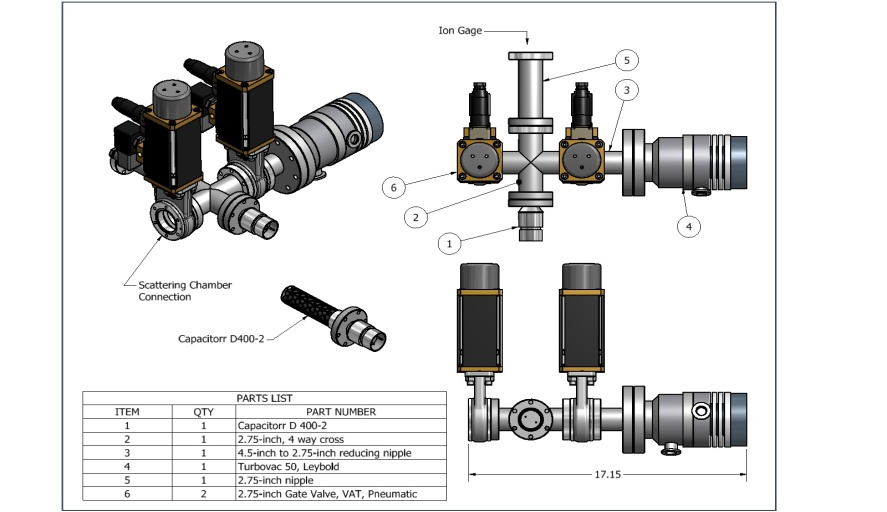 Ion Gage
5
3
6
2
1
4
Scattering Chamber
Connection
Capacitorr D400-2
17.15
PARTS LIST
ITEM QTY PART NUMBER
1 1 Capacitorr D 400-2
2 1 2.75-inch, 4 way cross
3 1 4.5-inch to 2.75-inch reducing nipple
4 1 Turbovac 50, Leybold
5 1 2.75-inch nipple
6 2 2.75-inch Gate Valve, VAT, Pneumatic